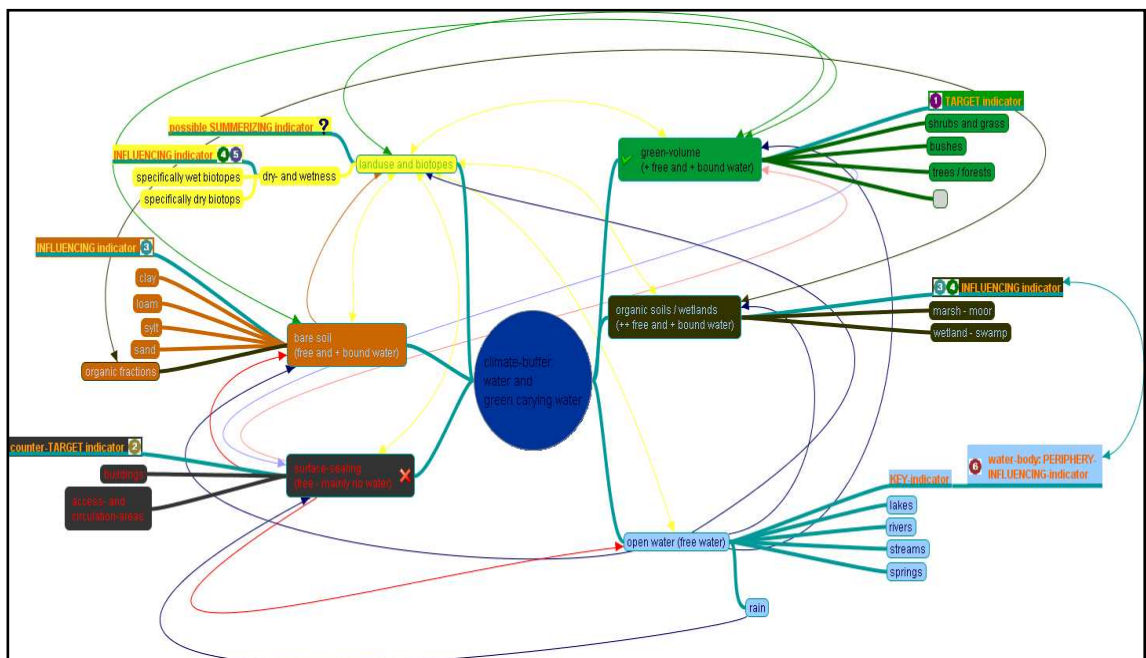 possible SUMMERIZING indicator ?
INFLUENCING indicator 4 5
specifically wet biotopes
specifically dry biotops
dry- and wetness
landuse and biotopes
INFLUENCING indicator 3
clay
loam
sylt
sand
organic fractions
bare soil
(free and + bound water)
counter-TARGET indicator 2
buildings
access- and
circulation-areas
surface-sealing
(free - mainly no water)
climate-buffer:
water and
green carying water
green-volume
(+ free and + bound water)
1 TARGET indicator
shrubs and grass
bushes
trees / forests
organic soils / wetlands
(++ free and + bound water)
3 4 INFLUENCING indicator
marsh - moor
wetland - swamp
open water (free water)
KEY-indicator
6 water-body: PERIPHERY-
INFLUENCING-indicator
lakes
rivers
streams
springs
rain